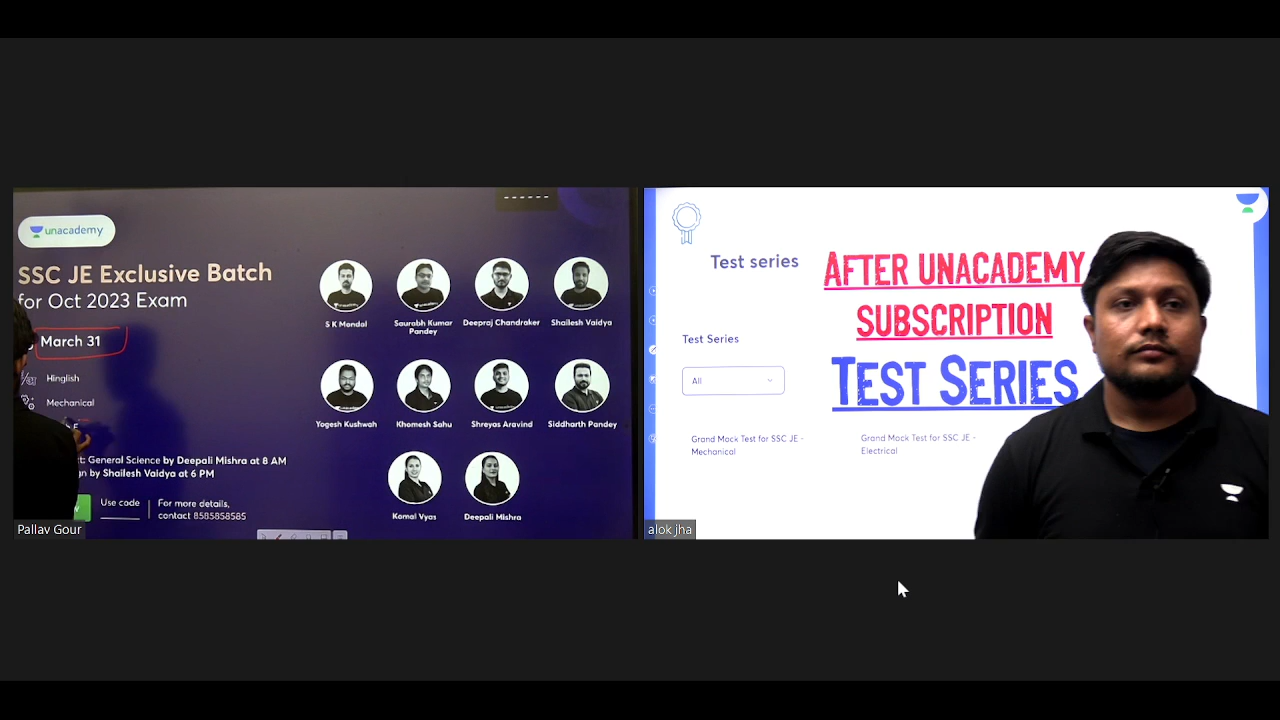 unacademy
SSC JE Exclusive Batch
for Oct 2023 Exam
March 31
Hinglish
Mechanical
General Science by Deepali Mishra at 8 AM
by Shailesh Vaidya at 6 PM
Use code
For more details,
contact 8585858585
S K Mondal
Saurabh Kumar
Pandey
Deepraj Chandraker
Shailesh Vaidya
Yogesh Kushwah
Khomesh Sahu
Shreyas Aravind
Siddharth Pandey
Komal Vyas
Deepali Mishra
Pallav Gour
Test series
AFTER UNACADEMY
SUBSCRIPTION
TEST SERIES
Test Series
All
Grand Mock Test for SSC JE -
Mechanical
Grand Mock Test for SSC JE -
Electrical
alok jha